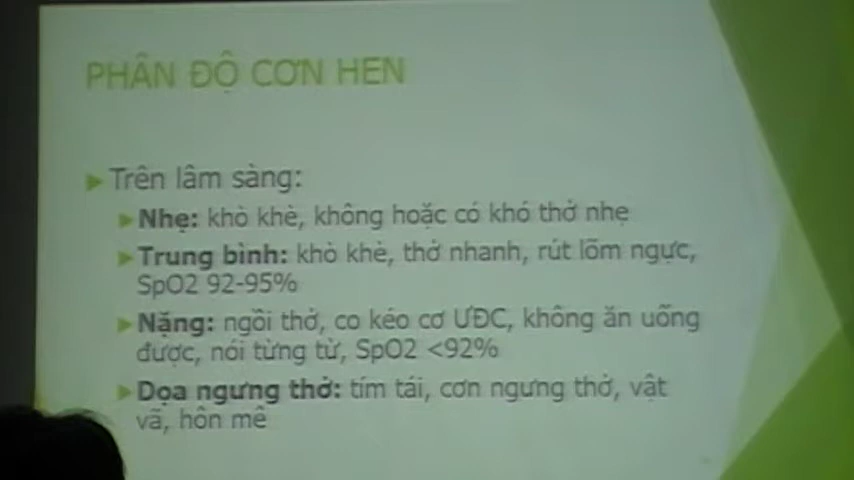 PHÂN ĐỘ CƠN HEN
Trên lâm sàng:
Nhẹ: khò khè, không hoặc có khó thở nhẹ
Trung bình: khò khè, thở nhanh, rút lõm ngực,
SpO2 92-95%
Nặng: ngồi thở, co kéo cơ ƯĐC, không ăn uống
được, nói từng từ, SpO2 <92%
Dọa ngưng thở: tím tái, cơn ngưng thở, vật
vã, hôn mê